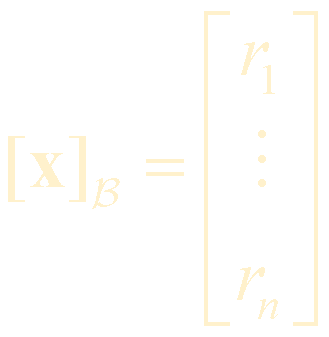 [x]_ℬ = [ r_1
⋮
r_n ]